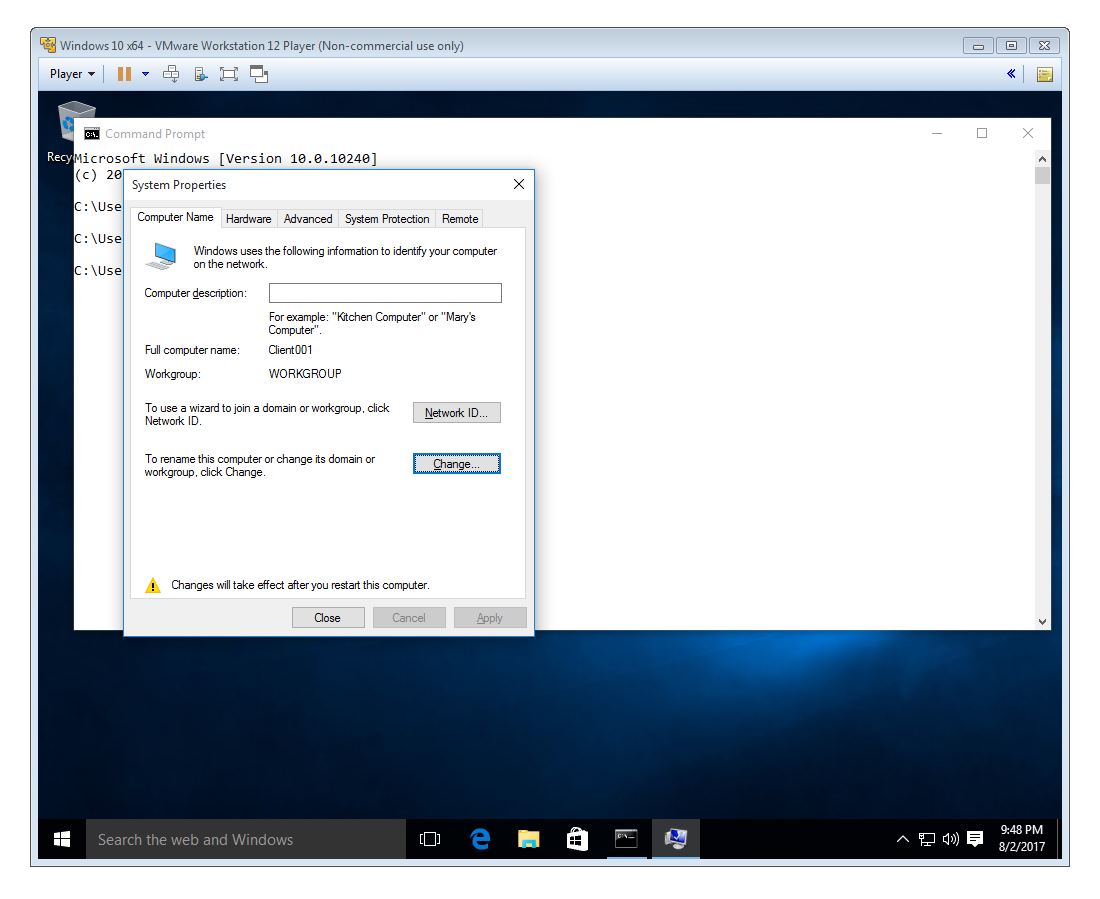 Windows 10 x64 - VMware Workstation 12 Player (Non-commercial use only)
Player
Command Prompt
Recy
Microsoft Windows [Version 10.0.10240]
(c) 20
C:\Use
C:\Use
C:\Use
System Properties
Computer Name Hardware Advanced System Protection Remote
Windows uses the following information to identify your computer
on the network.
Computer description:
For example: "Kitchen Computer" or "Mary's
Computer".
Full computer name: Client001
Workgroup: WORKGROUP
To use a wizard to join a domain or workgroup, click
Network ID.
Network ID...
To rename this computer or change its domain or
workgroup, click Change.
Change...
Changes will take effect after you restart this computer.
Close Cancel Apply
Search the web and Windows
9:48 PM
8/2/2017